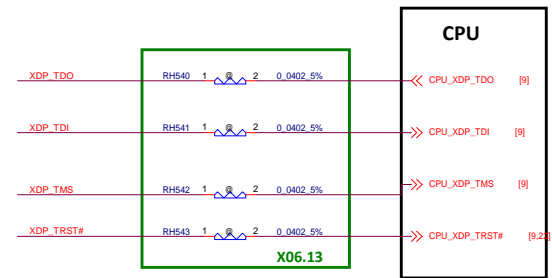 CPU
XDP_TDO RH540 1 @ 2 0_0402_5% CPU_XDP_TDO [9]
XDP_TDI RH541 1 @ 2 0_0402_5% CPU_XDP_TDI [9]
XDP_TMS RH542 1 @ 2 0_0402_5% CPU_XDP_TMS [9]
XDP_TRST# RH543 1 @ 2 0_0402_5% CPU_XDP_TRST#
X06.13